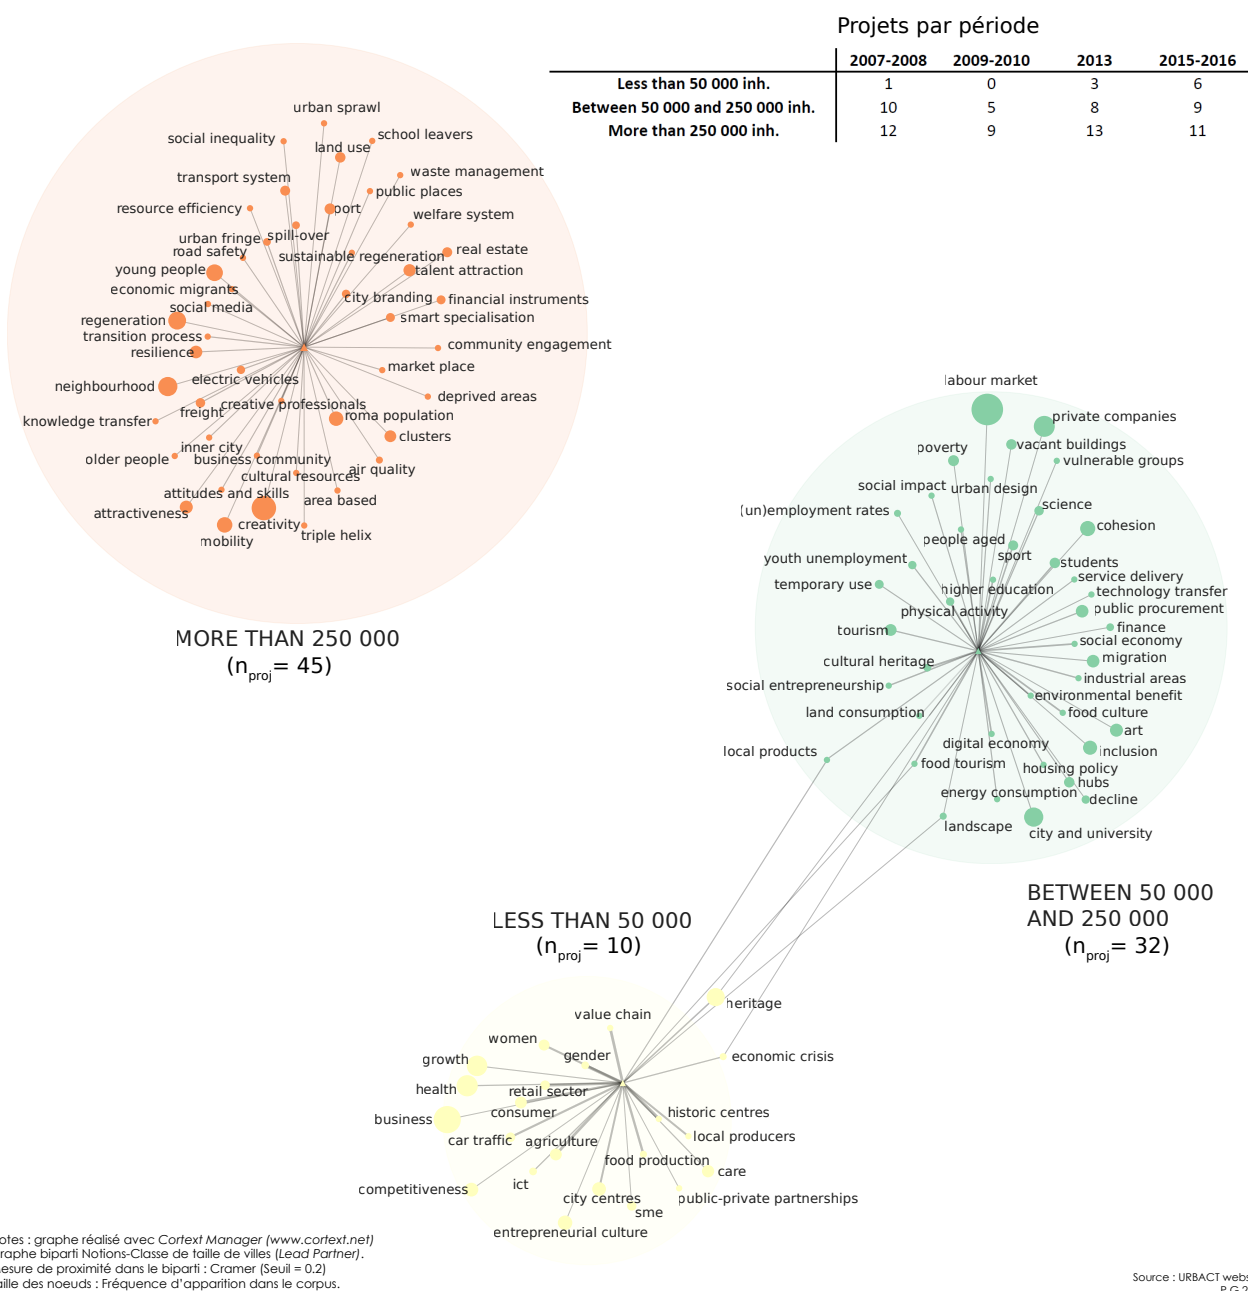 Projets par période
2007-2008 2009-2010 2013 2015-2016
Less than 50 000 inh. 1 0 3 6
Between 50 000 and 250 000 inh. 10 5 8 9
More than 250 000 inh. 12 9 13 11
urban sprawl
social inequality
school leavers
land use
waste management
transport system
public places
resource efficiency
port
welfare system
spill-over
urban fringe
road safety
sustainable regeneration
real estate
young people
talent attraction
economic migrants
city branding
financial instruments
social media
regeneration
smart specialisation
transition process
resilience
community engagement
market place
electric vehicles
neighbourhood
deprived areas
creative professionals
freight
roma population
knowledge transfer
clusters
inner city
older people
business community
air quality
cultural resources
attitudes and skills
area based
attractiveness
creativity
mobility
triple helix
MORE THAN 250 000
(nproj= 45)
labour market
private companies
poverty
vacant buildings
vulnerable groups
social impact
urban design
(un)employment rates
science
cohesion
people aged
sport
youth unemployment
students
service delivery
temporary use
higher education
technology transfer
physical activity
public procurement
tourism
finance
social economy
cultural heritage
migration
industrial areas
social entrepreneurship
environmental benefit
land consumption
food culture
art
digital economy
local products
inclusion
food tourism
housing policy
hubs
energy consumption
decline
landscape
city and university
BETWEEN 50 000
AND 250 000
(nproj= 32)
LESS THAN 50 000
(nproj= 10)
heritage
value chain
women
gender
economic crisis
growth
health
retail sector
business
consumer
historic centres
car traffic
agriculture
local producers
food production
care
ict
competitiveness
city centres
public-private partnerships
sme
entrepreneurial culture
otes : graphe réalisé avec Cortext Manager (www.cortext.net)
raphe biparti Notions-Classe de taille de villes (Lead Partner).
esure de proximité dans le biparti : Cramer (Seuil = 0.2)
aille des noeuds : Fréquence d'apparition dans le corpus.
Source : URBACT webs